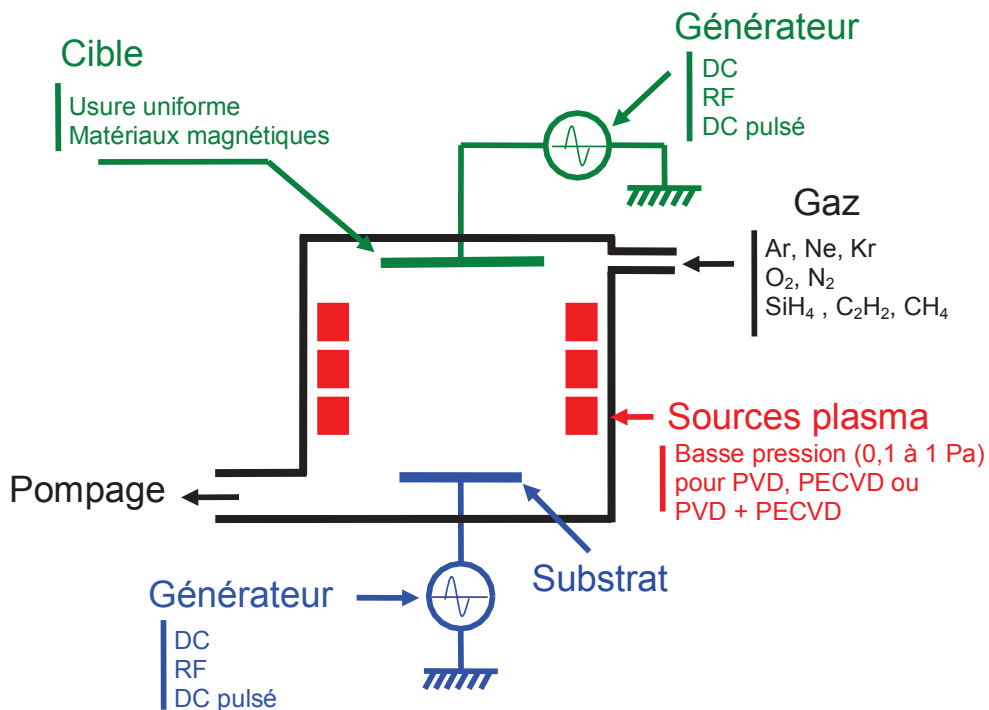 Générateur
DC
RF
DC pulsé
Cible
Usure uniforme
Matériaux magnétiques
Gaz
Ar, Ne, Kr
O₂, N₂
SiH₄ , C₂H₂, CH₄
Sources plasma
Basse pression (0,1 à 1 Pa)
pour PVD, PECVD ou
PVD + PECVD
Pompage
Substrat
Générateur
DC
RF
DC pulsé